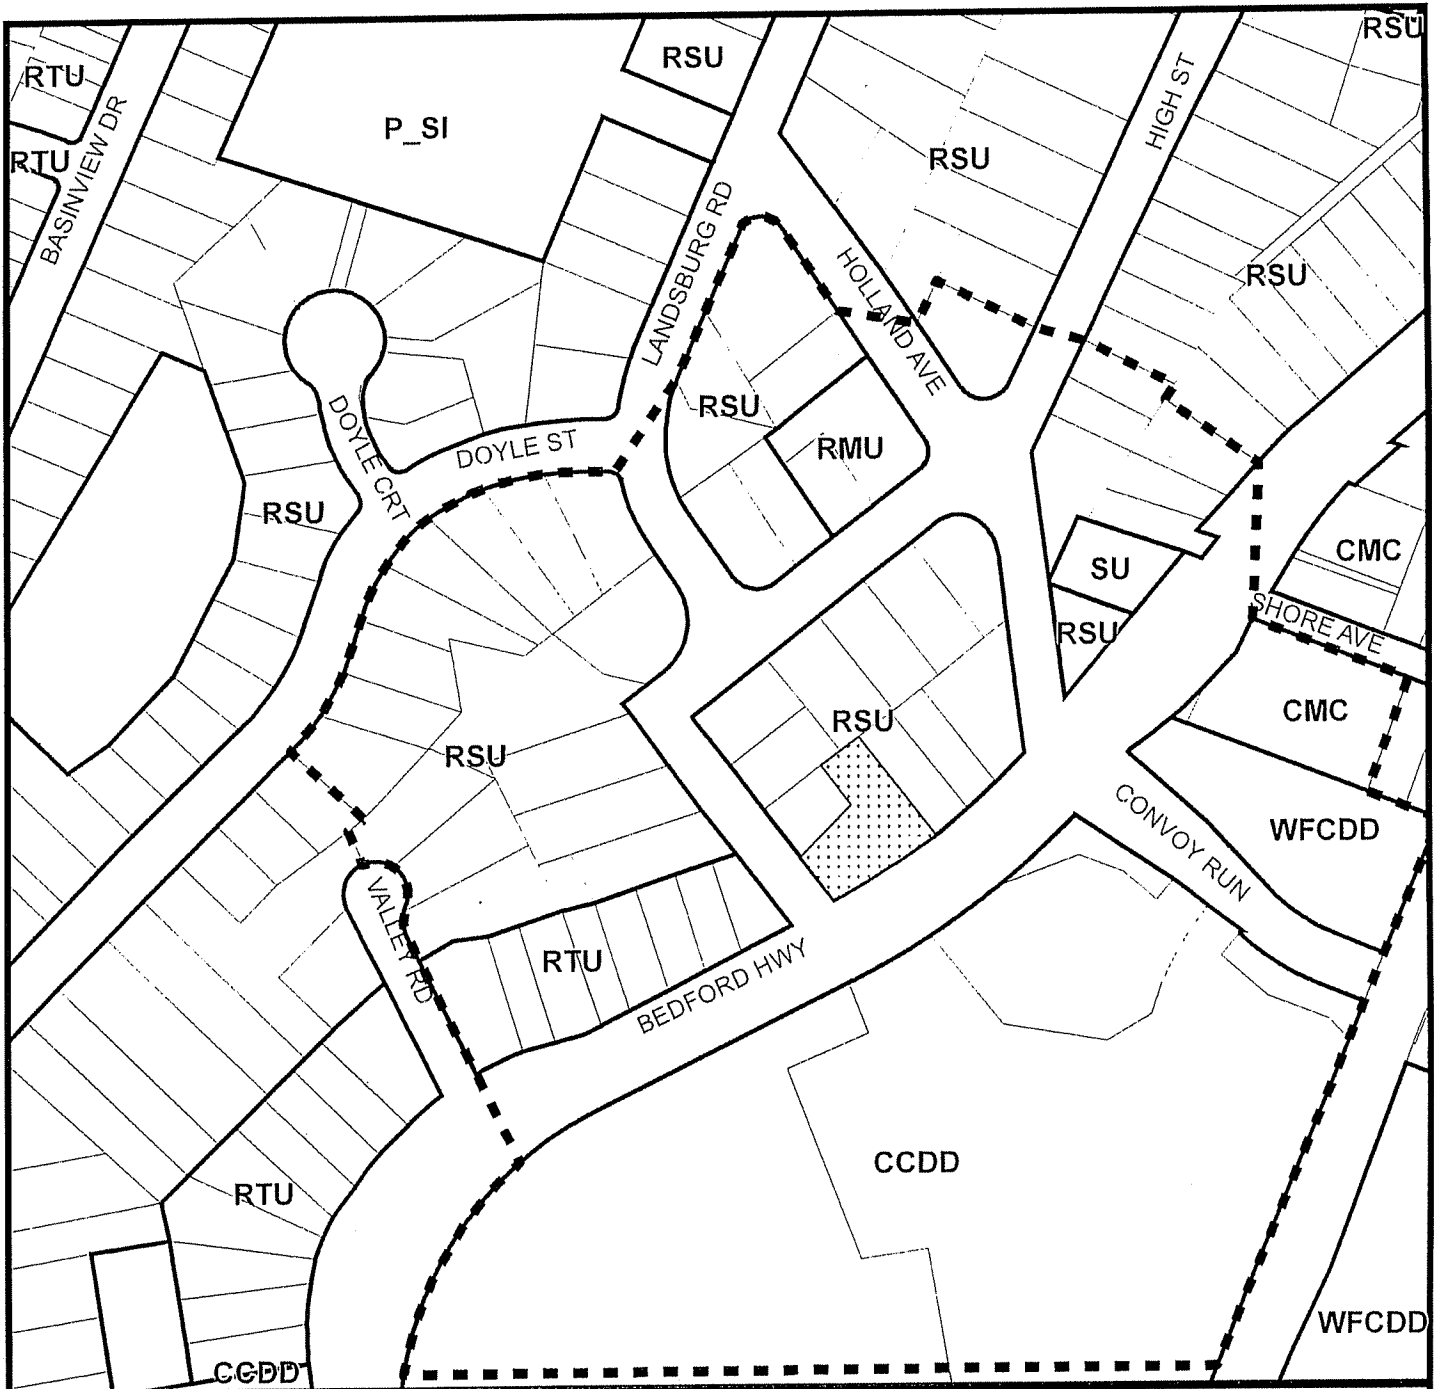 RSU
RSU
RTU
P_SI
HIGH ST
RTU
BASINVIEW DR
RSU
LANDSBURG RD
RSU
HOLLAND AVE
RSU
DOYLE CRT
DOYLE ST
RMU
RSU
CMC
SU
SHORE AVE
RSU
CMC
RSU
RSU
CONVOY RUN
WFCDD
VALLEY RD
RTU
BEDFORD HWY
CCDD
RTU
WFCDD
CCDD